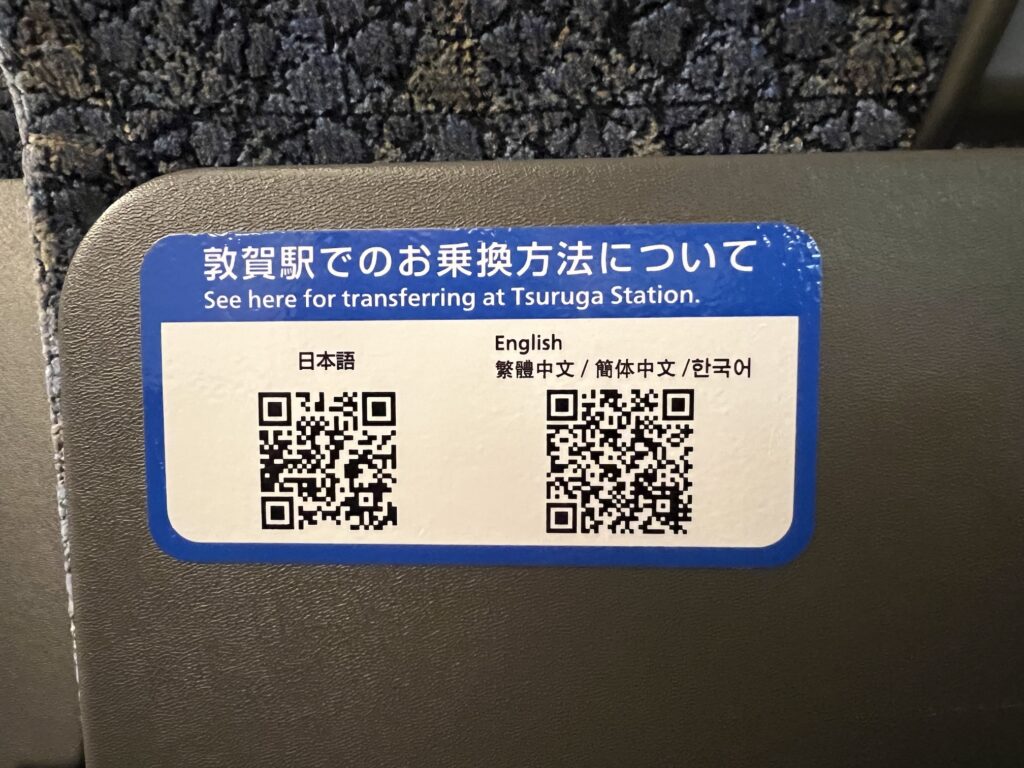 敦賀駅でのお乗換方法について
See here for transferring at Tsuruga Station.
日本語
English
繁體中文 / 簡体中文 /한국어